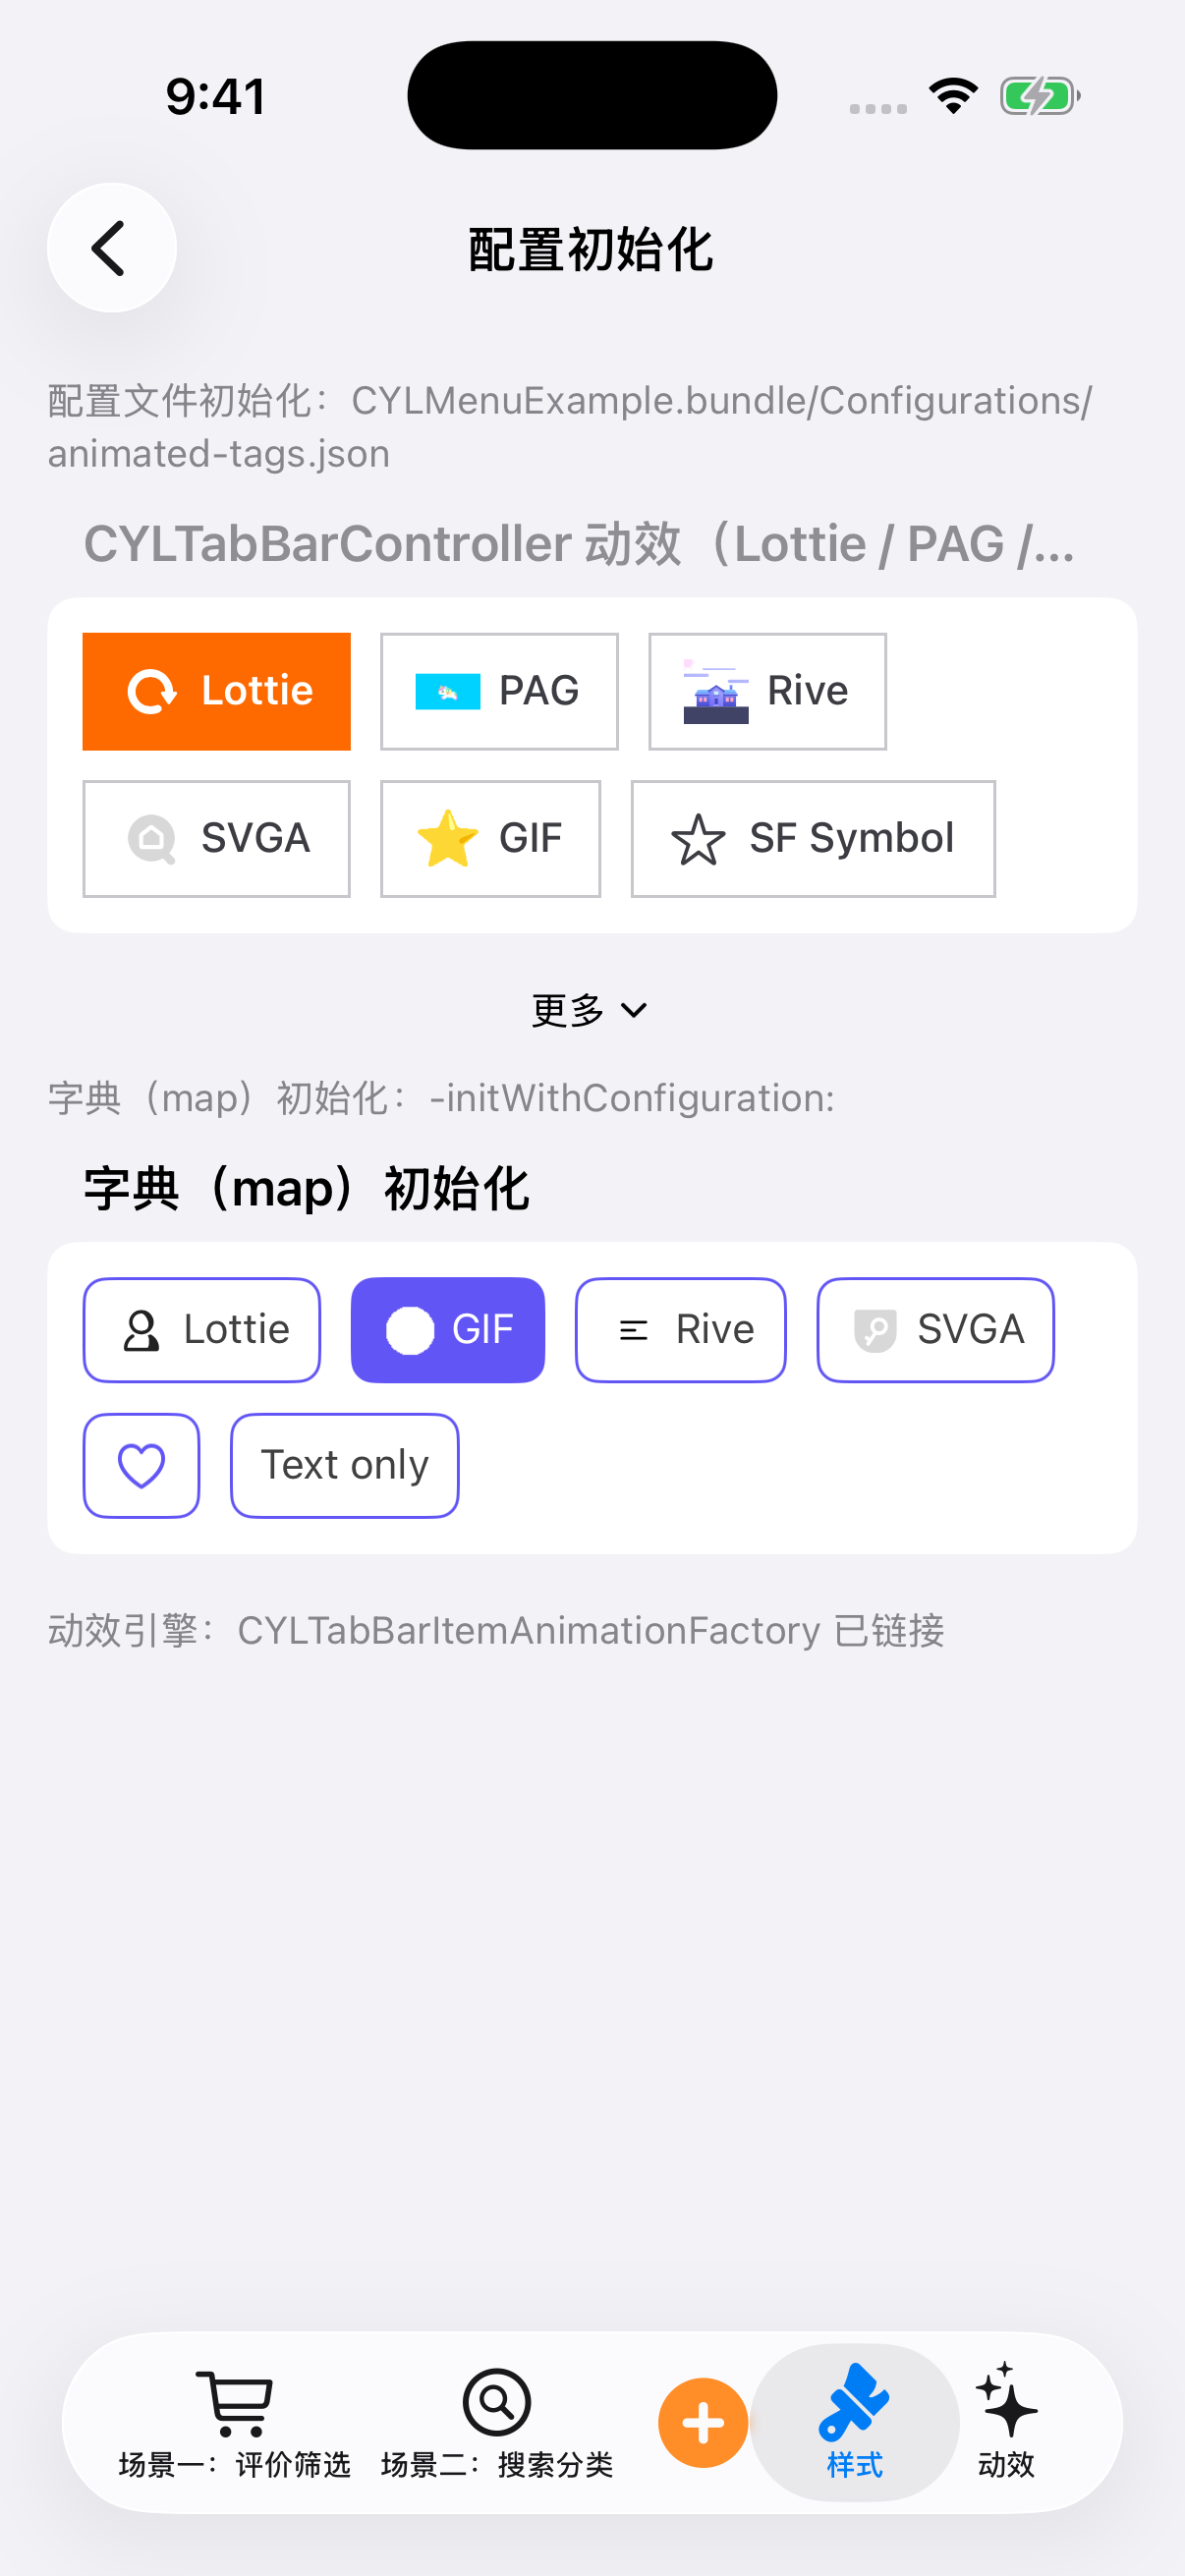 9:41
配置初始化
配置文件初始化：CYLMenuExample.bundle/Configurations/
animated-tags.json
CYLTabBarController 动效（Lottie / PAG /...
Lottie
PAG
Rive
SVGA
GIF
SF Symbol
更多
字典（map）初始化：-initWithConfiguration:
字典（map）初始化
Lottie
GIF
Rive
SVGA
Text only
动效引擎：CYLTabBarItemAnimationFactory 已链接
场景一：评价筛选
场景二：搜索分类
样式
动效